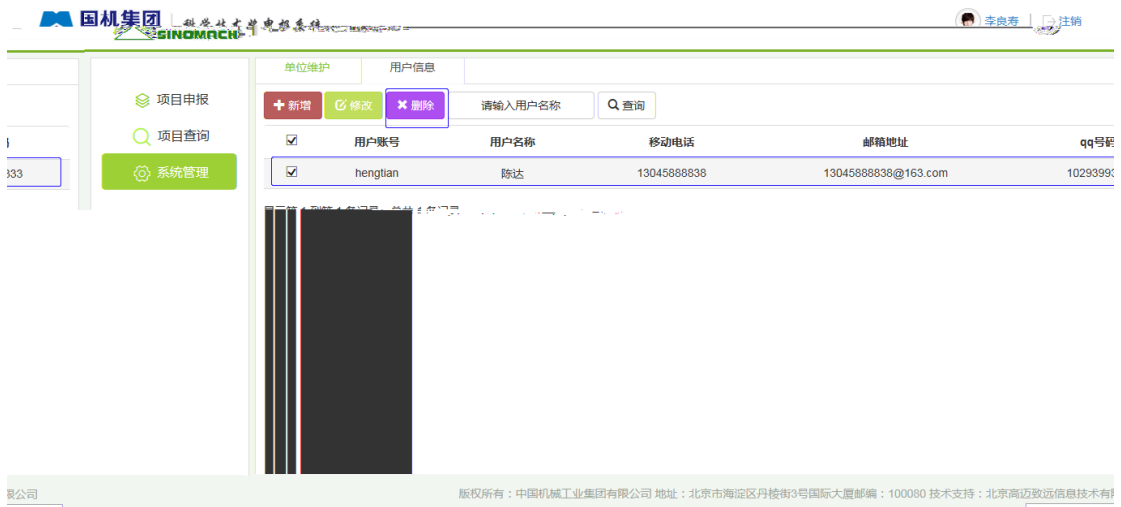 国机集团
SINOMACH
李良寿 注销
单位维护 用户信息
项目申报
项目查询
系统管理
新增 修改 删除 请输入用户名称 查询
用户账号 用户名称 移动电话 邮箱地址 qq号码
333
hengtian 陈达 13045888838 13045888838@163.com 10293993
限公司
版权所有：中国机械工业集团有限公司 地址：北京市海淀区丹棱街3号国际大厦邮编：100080 技术支持：北京高迈致远信息技术有限